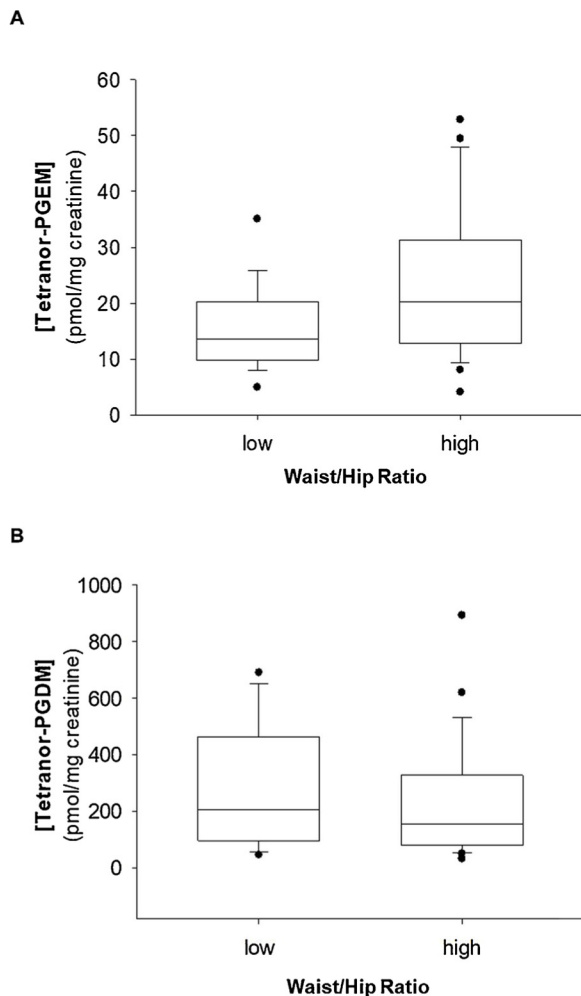 A
[Tetranor-PGEM]
(pmol/mg creatinine)
60
50
40
30
20
10
0
low high
Waist/Hip Ratio
B
[Tetranor-PGDM]
(pmol/mg creatinine)
1000
800
600
400
200
0
low high
Waist/Hip Ratio